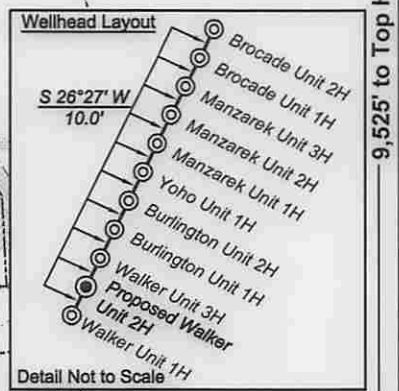 Wellhead Layout
S 26°27' W
10.0'
Brocade Unit 2H
Brocade Unit 1H
Manzarek Unit 3H
Manzarek Unit 2H
Manzarek Unit 1H
Yoho Unit 1H
Burlington Unit 2H
Burlington Unit 1H
Walker Unit 3H
Proposed Walker
Unit 2H
Walker Unit 1H
Detail Not to Scale
9,525' to Top